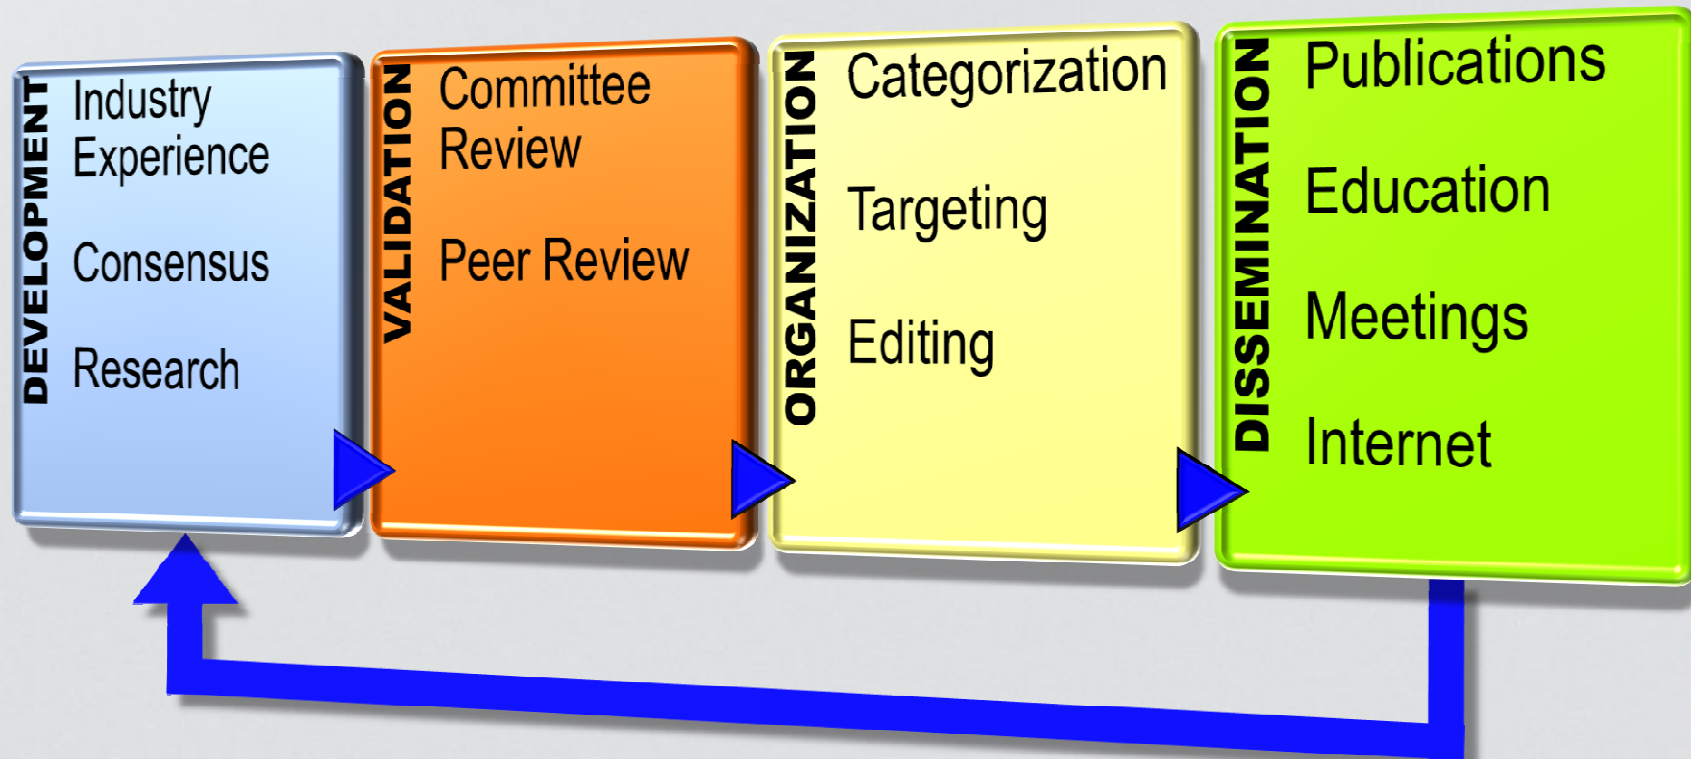 DEVELOPMENT
Industry
Experience
Consensus
Research
VALIDATION
Committee
Review
Peer Review
ORGANIZATION
Categorization
Targeting
Editing
DISSEMINATION
Publications
Education
Meetings
Internet